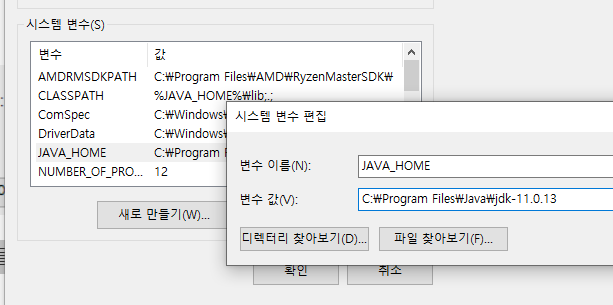 시스템 변수(S)
변수 값
AMDRMSDKPATH C:₩Program Files₩AMD₩RyzenMasterSDK₩
CLASSPATH %JAVA_HOME%₩lib;.;
ComSpec C:₩Windows₩
DriverData C:₩Windows₩
JAVA_HOME C:₩Program F
NUMBER_OF_PRO... 12
새로 만들기(W)...
시스템 변수 편집
변수 이름(N): JAVA_HOME
변수 값(V): C:₩Program Files₩Java₩jdk-11.0.13
디렉터리 찾아보기(D)... 파일 찾아보기(F)...
확인 취소